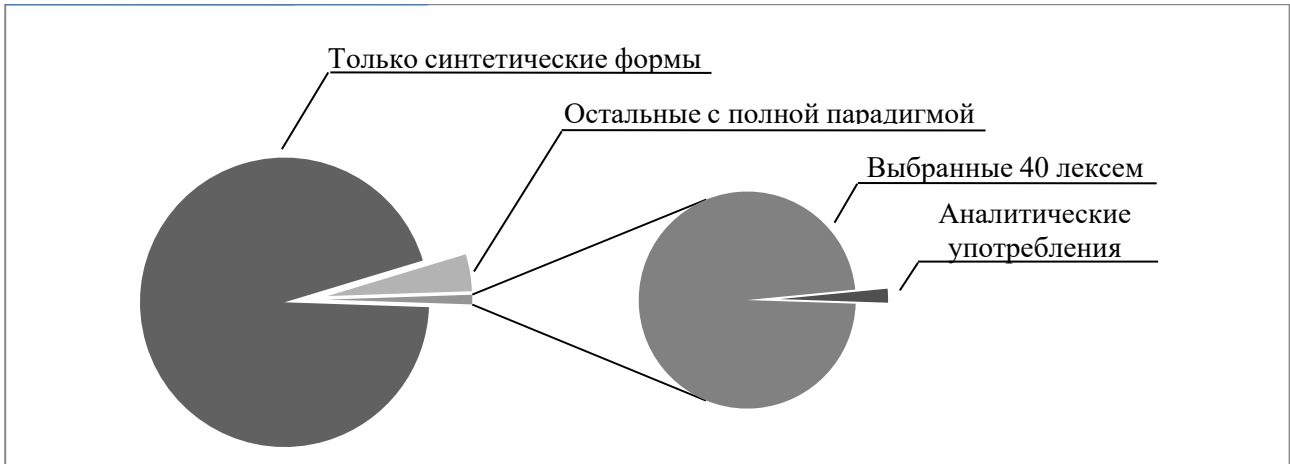 Только синтетические формы
Остальные с полной парадигмой
Выбранные 40 лексем
Аналитические
употребления